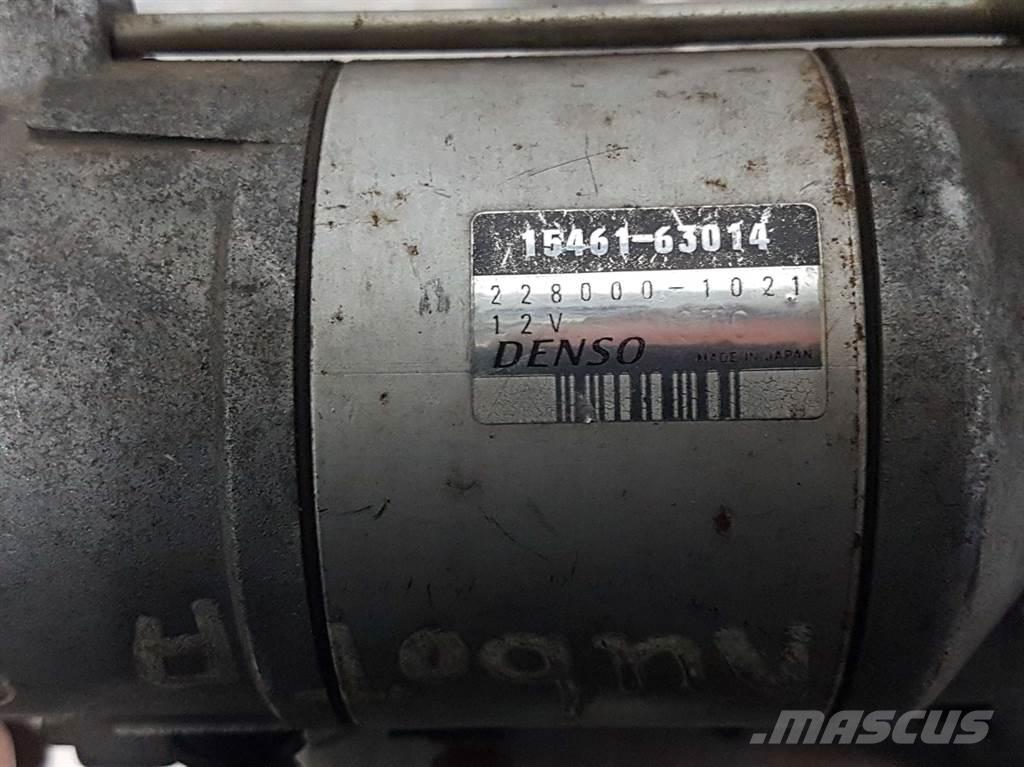 15461-63014
228000-1021
12V
DENSO MADE IN JAPAN
MASCUS